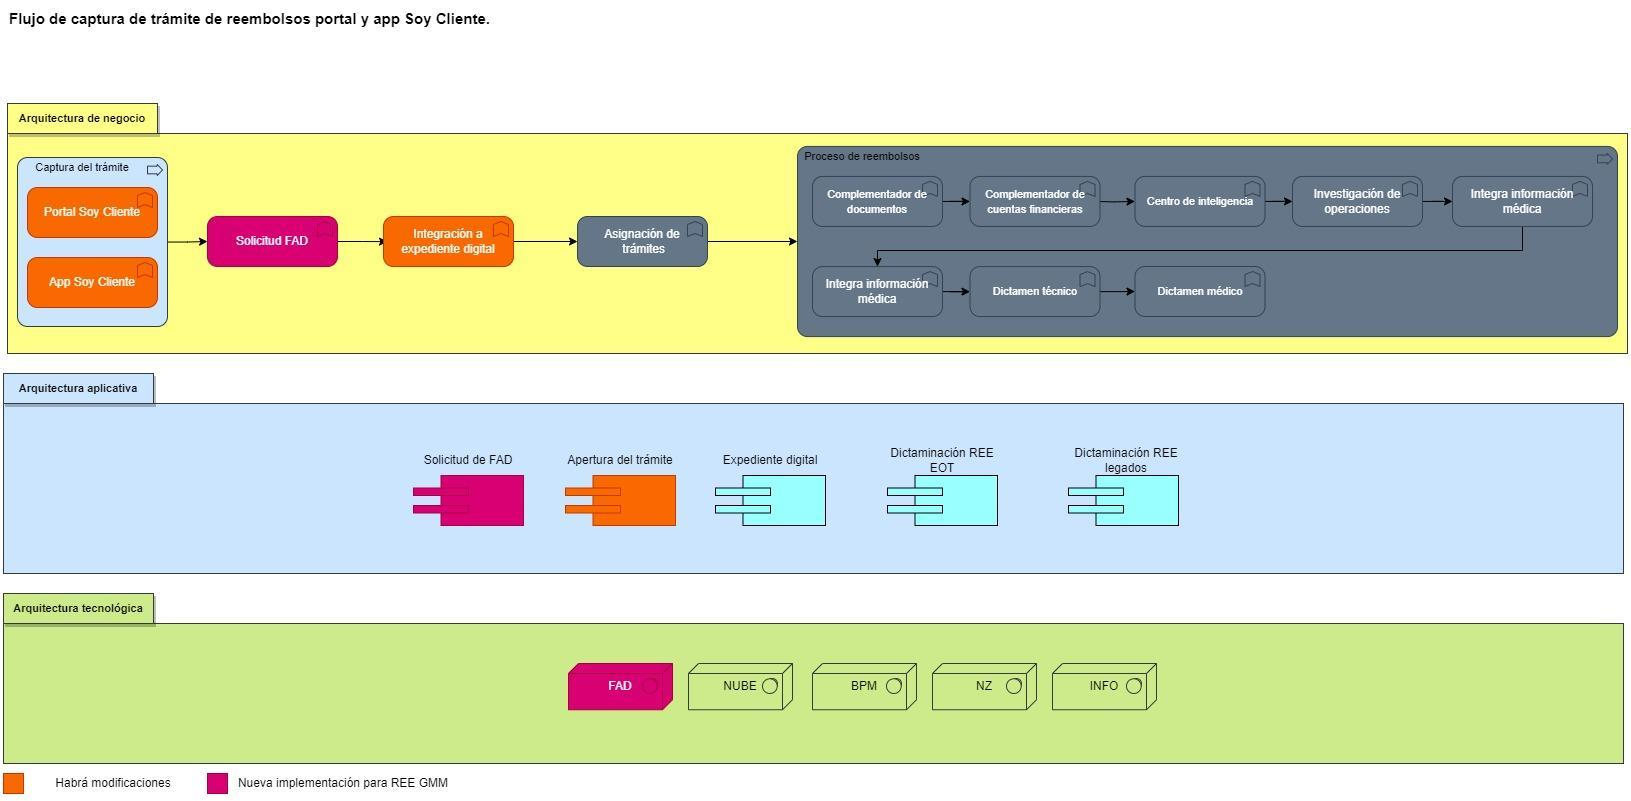 Flujo de captura de trámite de reembolsos portal y app Soy Cliente.
Arquitectura de negocio
Captura del trámite
Portal Soy Cliente
App Soy Cliente
Solicitud FAD
Integración a
expediente digital
Asignación de
trámites
Proceso de reembolsos
Complementador de
documentos
Complementador de
cuentas financieras
Centro de inteligencia
Investigación de
operaciones
Integra información
médica
Integra información
médica
Dictamen técnico
Dictamen médico
Arquitectura aplicativa
Solicitud de FAD
Apertura del trámite
Expediente digital
Dictaminación REE
EOT
Dictaminación REE
legados
Arquitectura tecnológica
FAD
NUBE
BPM
NZ
INFO
Habrá modificaciones
Nueva implementación para REE GMM